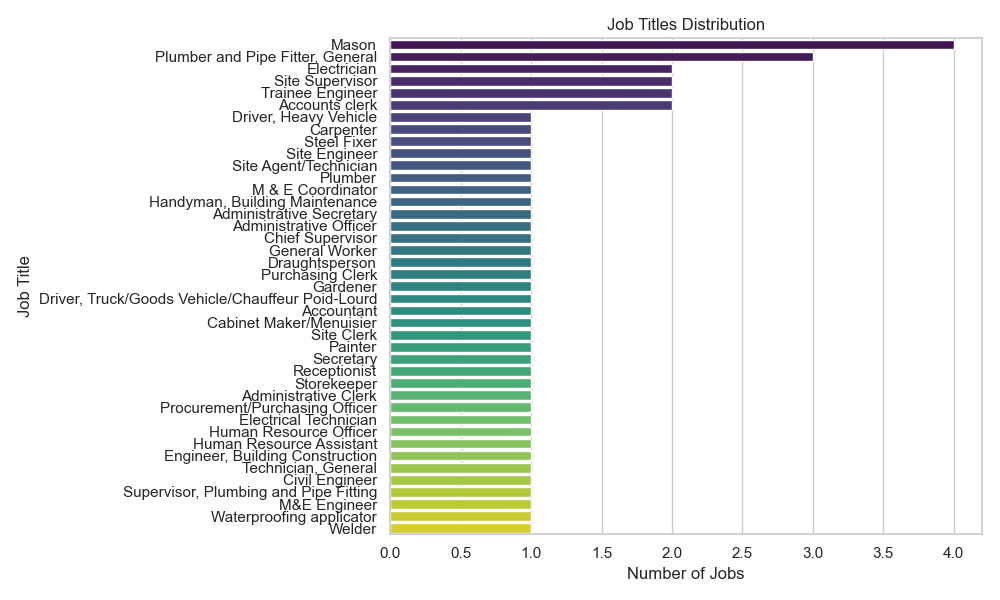 Job Titles Distribution
Job Title
Mason
Plumber and Pipe Fitter, General
Electrician
Site Supervisor
Trainee Engineer
Accounts clerk
Driver, Heavy Vehicle
Carpenter
Steel Fixer
Site Engineer
Site Agent/Technician
Plumber
M & E Coordinator
Handyman, Building Maintenance
Administrative Secretary
Administrative Officer
Chief Supervisor
General Worker
Draughtsperson
Purchasing Clerk
Gardener
Driver, Truck/Goods Vehicle/Chauffeur Poid-Lourd
Accountant
Cabinet Maker/Menuisier
Site Clerk
Painter
Secretary
Receptionist
Storekeeper
Administrative Clerk
Procurement/Purchasing Officer
Electrical Technician
Human Resource Officer
Human Resource Assistant
Engineer, Building Construction
Technician, General
Civil Engineer
Supervisor, Plumbing and Pipe Fitting
M&E Engineer
Waterproofing applicator
Welder
0.0 0.5 1.0 1.5 2.0 2.5 3.0 3.5 4.0
Number of Jobs